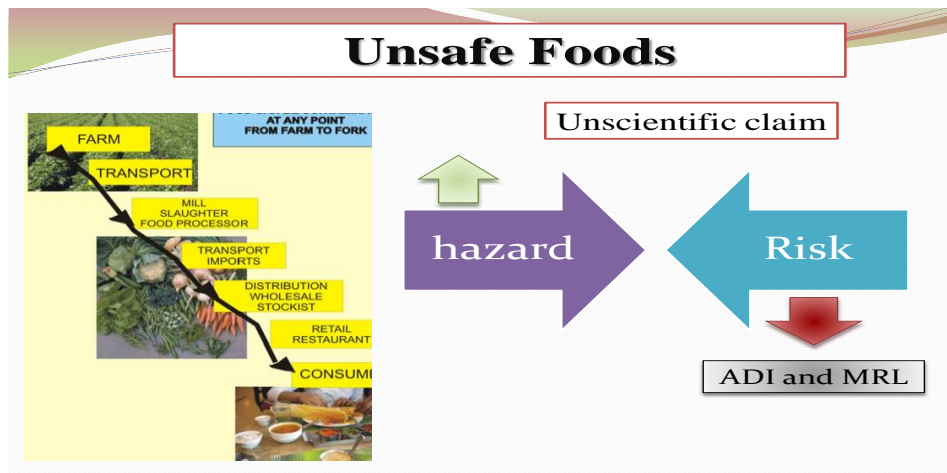 Unsafe Foods
AT ANY POINT
FROM FARM TO FORK
FARM
TRANSPORT
MILL
SLAUGHTER
FOOD PROCESSOR
TRANSPORT
IMPORTS
DISTRIBUTION
WHOLESALE
STOCKIST
RETAIL
RESTAURANT
CONSUM
Unscientific claim
hazard
Risk
ADI and MRL